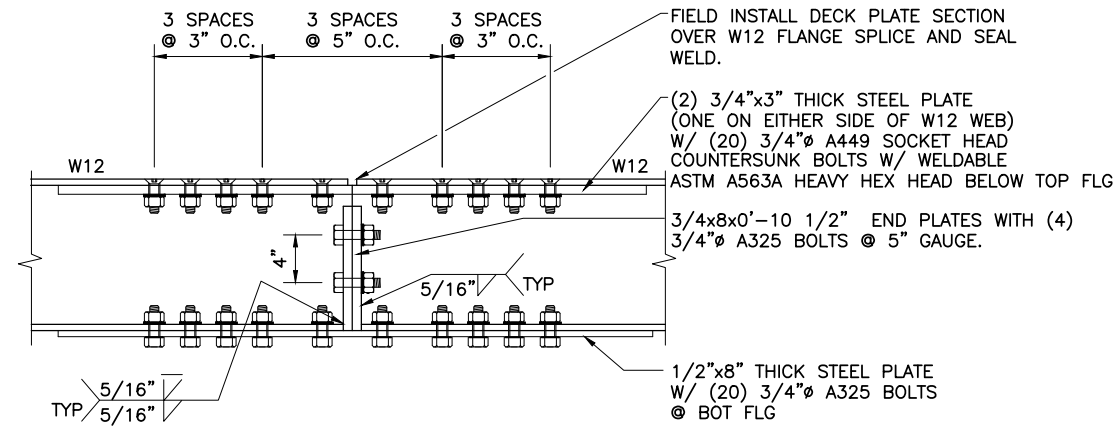 3 SPACES
@ 3" O.C.
3 SPACES
@ 5" O.C.
3 SPACES
@ 3" O.C.
FIELD INSTALL DECK PLATE SECTION
OVER W12 FLANGE SPLICE AND SEAL
WELD.
(2) 3/4"x3" THICK STEEL PLATE
(ONE ON EITHER SIDE OF W12 WEB)
W/ (20) 3/4"ø A449 SOCKET HEAD
COUNTERSUNK BOLTS W/ WELDABLE
ASTM A563A HEAVY HEX HEAD BELOW TOP FLG
W12
W12
3/4x8x0'-10 1/2" END PLATES WITH (4)
3/4"ø A325 BOLTS @ 5" GAUGE.
4"
5/16"
TYP
1/2"x8" THICK STEEL PLATE
W/ (20) 3/4"ø A325 BOLTS
@ BOT FLG
TYP
5/16"
5/16"